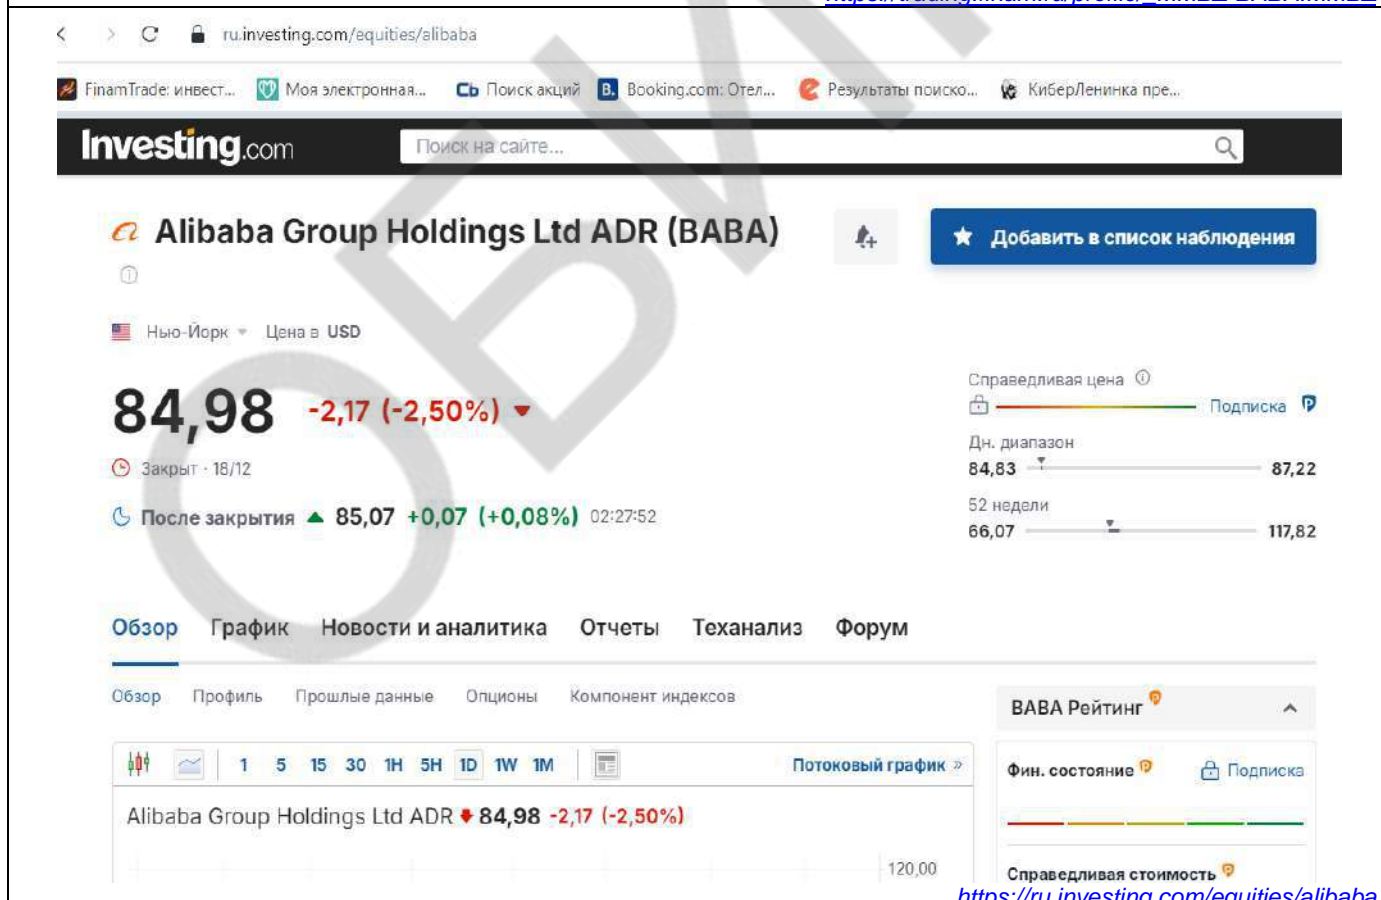 ru.investing.com/equities/alibaba
FinamTrade: инвест... Моя электронная... Сb Поиск акций B. Booking.com: Отел... Результаты поиско... КиберЛенинка пре...
Investing.com Поиск на сайте...
Alibaba Group Holdings Ltd ADR (BABA) Добавить в список наблюдения
Нью-Йорк Цена в USD
Справедливая цена
84,98 -2,17 (-2,50%) Подписка
Дн. диапазон
Закрыт · 18/12 84,83 87,22
52 недели
После закрытия 85,07 +0,07 (+0,08%) 02:27:52
66,07 117,82
Обзор График Новости и аналитика Отчеты Теханализ Форум
Обзор Профиль Прошлые данные Опционы Компонент индексов
BABA Рейтинг
1 5 15 30 1H 5H 1D 1W 1M Потоковый график »
Фин. состояние Подписка
Alibaba Group Holdings Ltd ADR 84,98 -2,17 (-2,50%)
120,00
Справедливая стоимость
https://ru.investing.com/equities/alibaba